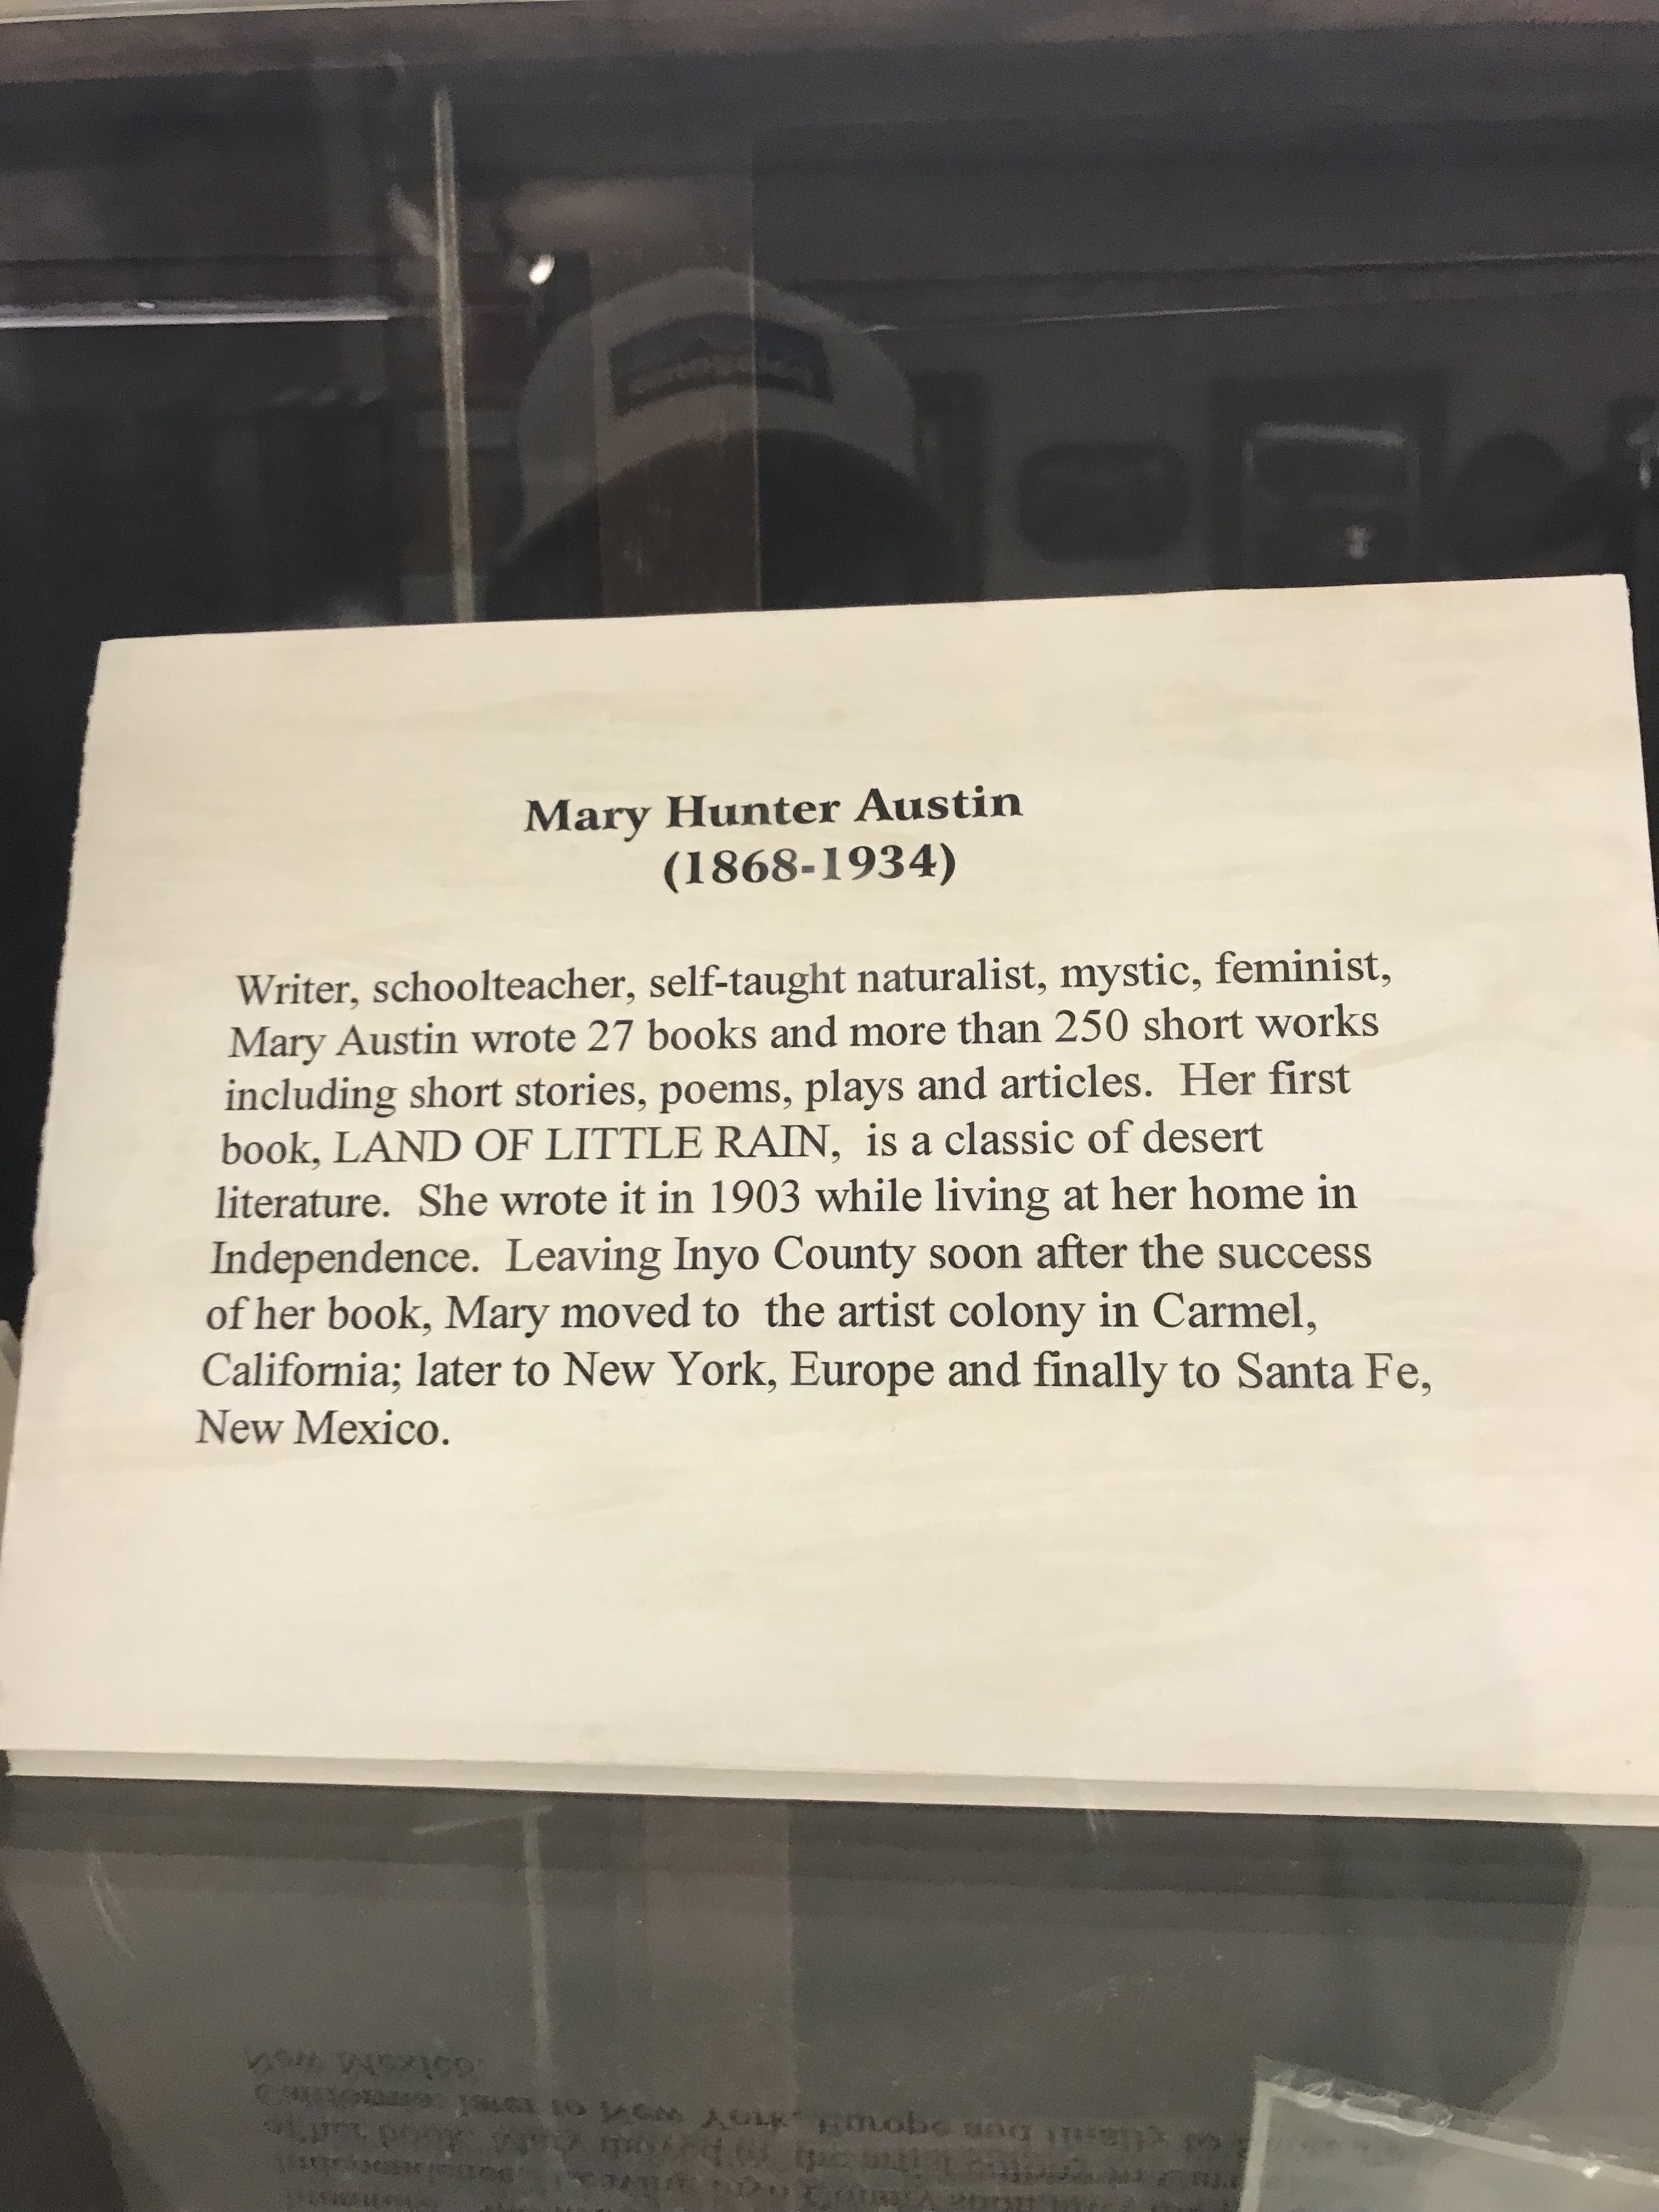 Mary Hunter Austin
(1868-1934)
Writer, schoolteacher, self-taught naturalist, mystic, feminist,
Mary Austin wrote 27 books and more than 250 short works
including short stories, poems, plays and articles.  Her first
book, LAND OF LITTLE RAIN,  is a classic of desert
literature.  She wrote it in 1903 while living at her home in
Independence.  Leaving Inyo County soon after the success
of her book, Mary moved to  the artist colony in Carmel,
California; later to New York, Europe and finally to Santa Fe,
New Mexico.